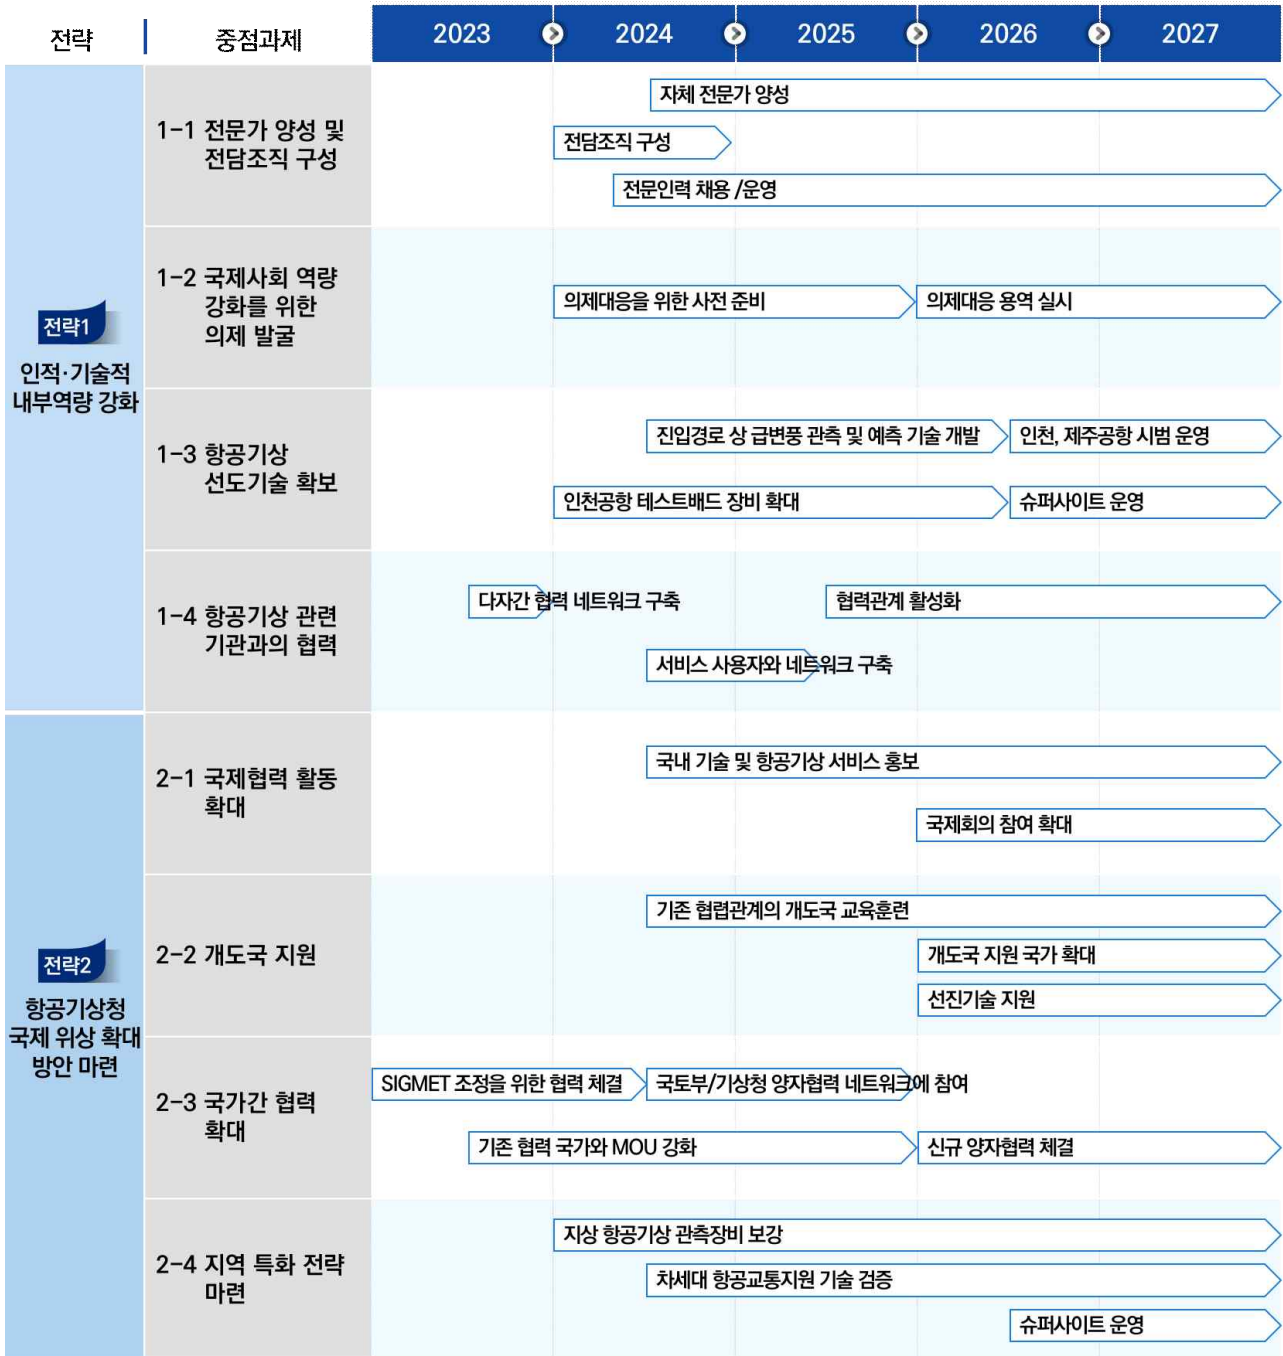 전략 중점과제 2023 2024 2025 2026 2027
전략1
인적·기술적
내부역량 강화
1-1 전문가 양성 및
전담조직 구성
자체 전문가 양성
전담조직 구성
전문인력 채용 /운영
1-2 국제사회 역량
강화를 위한
의제 발굴
의제대응을 위한 사전 준비
의제대응 용역 실시
1-3 항공기상
선도기술 확보
진입경로 상 급변풍 관측 및 예측 기술 개발
인천, 제주공항 시범 운영
인천공항 테스트배드 장비 확대
슈퍼사이트 운영
1-4 항공기상 관련
기관과의 협력
다자간 협력 네트워크 구축
협력관계 활성화
서비스 사용자와 네트워크 구축
전략2
항공기상청
국제 위상 확대
방안 마련
2-1 국제협력 활동
확대
국내 기술 및 항공기상 서비스 홍보
국제회의 참여 확대
2-2 개도국 지원
기존 협렵관계의 개도국 교육훈련
개도국 지원 국가 확대
선진기술 지원
2-3 국가간 협력
확대
SIGMET 조정을 위한 협력 체결
국토부/기상청 양자협력 네트워크에 참여
기존 협력 국가와 MOU 강화
신규 양자협력 체결
2-4 지역 특화 전략
마련
지상 항공기상 관측장비 보강
차세대 항공교통지원 기술 검증
슈퍼사이트 운영